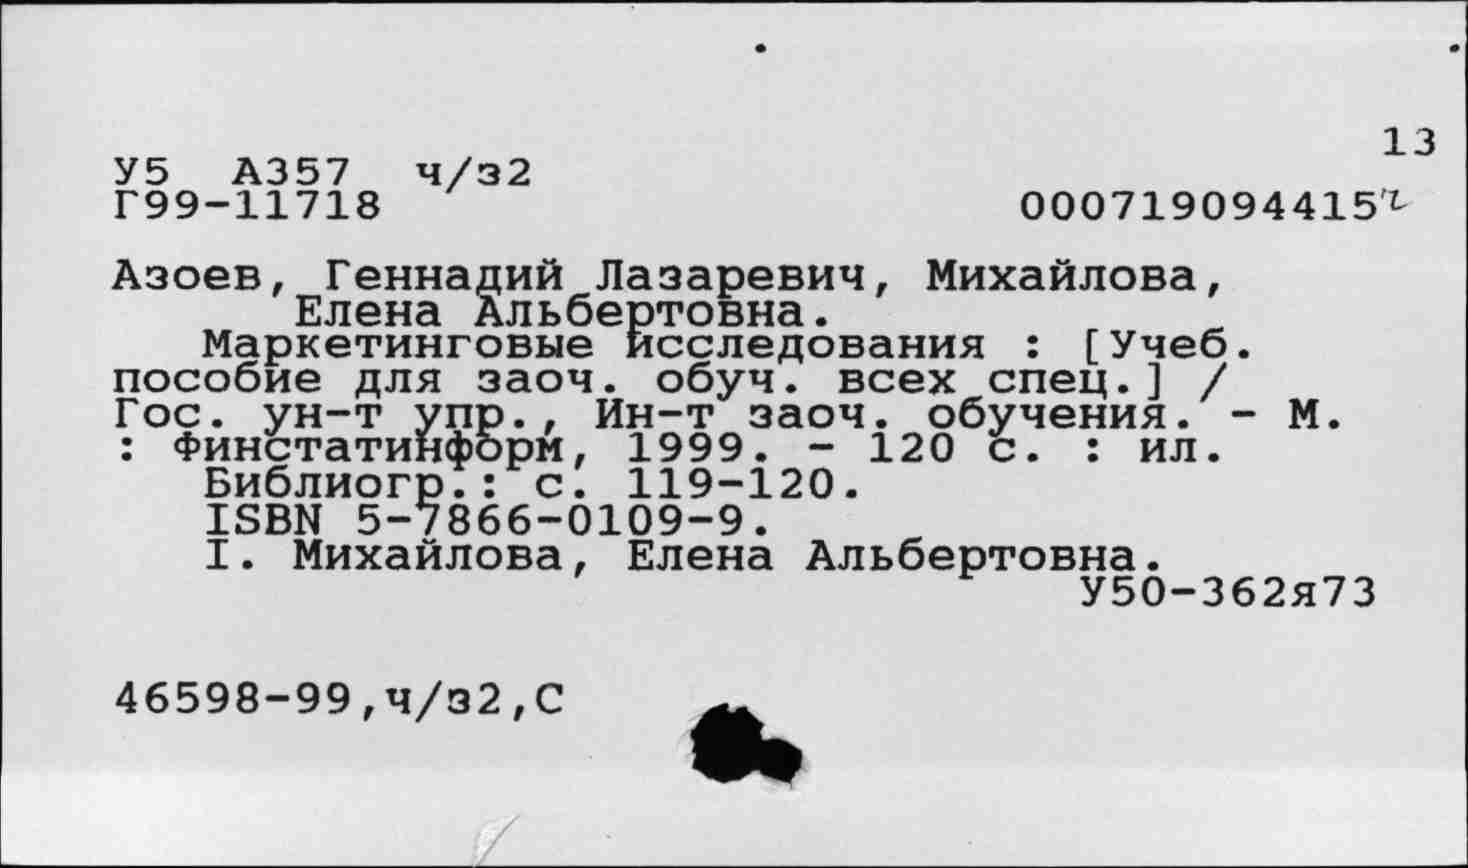 13
У5 А357 ч/з2
Г99-11718 000719094415
Азоев, Геннадий Лазаревич, Михайлова,
Елена Альбертовна.
Маркетинговые исследования : [Учеб.
пособие для заоч. обуч. всех спец.] /
Гос. ун-т упр., Ин-т заоч. обучения. - М.
: Финстатинформ, 1999. - 120 с. : ил.
Библиогр.: с. 119-120.
ISBN 5-7866-0109-9.
I. Михайлова, Елена Альбертовна.
У50-362я73
46598-99,ч/з2,С